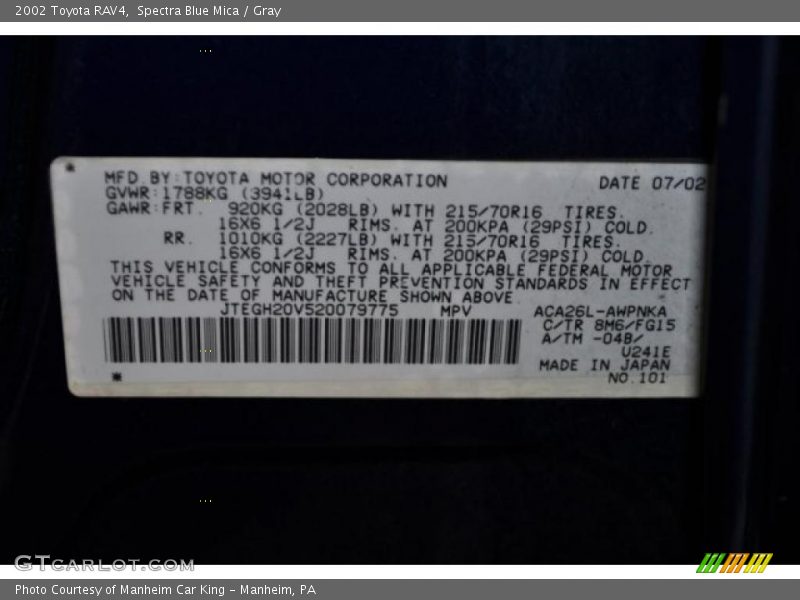 2002 Toyota RAV4,  Spectra Blue Mica / Gray
MFD. BY: TOYOTA MOTOR CORPORATION DATE 07/02
GVWR: 1788KG (3941LB)
GAWR: FRT. 920KG (2028LB) WITH 215/70R16 TIRES.
16X6 1/2J RIMS. AT 200KPA (29PSI) COLD.
RR. 1010KG (2227LB) WITH 215/70R16 TIRES.
16X6 1/2J RIMS. AT 200KPA (29PSI) COLD.
THIS VEHICLE CONFORMS TO ALL APPLICABLE FEDERAL MOTOR
VEHICLE SAFETY AND THEFT PREVENTION STANDARDS IN EFFECT
ON THE DATE OF MANUFACTURE SHOWN ABOVE.
JTEGH20V520079775 MPV ACA26L-AWPNKA
C/TR 8M6/FG15
A/TM -04B/
U241E
MADE IN JAPAN
NO.101
GTCARLOT.COM
Photo Courtesy of Manheim Car King - Manheim, PA